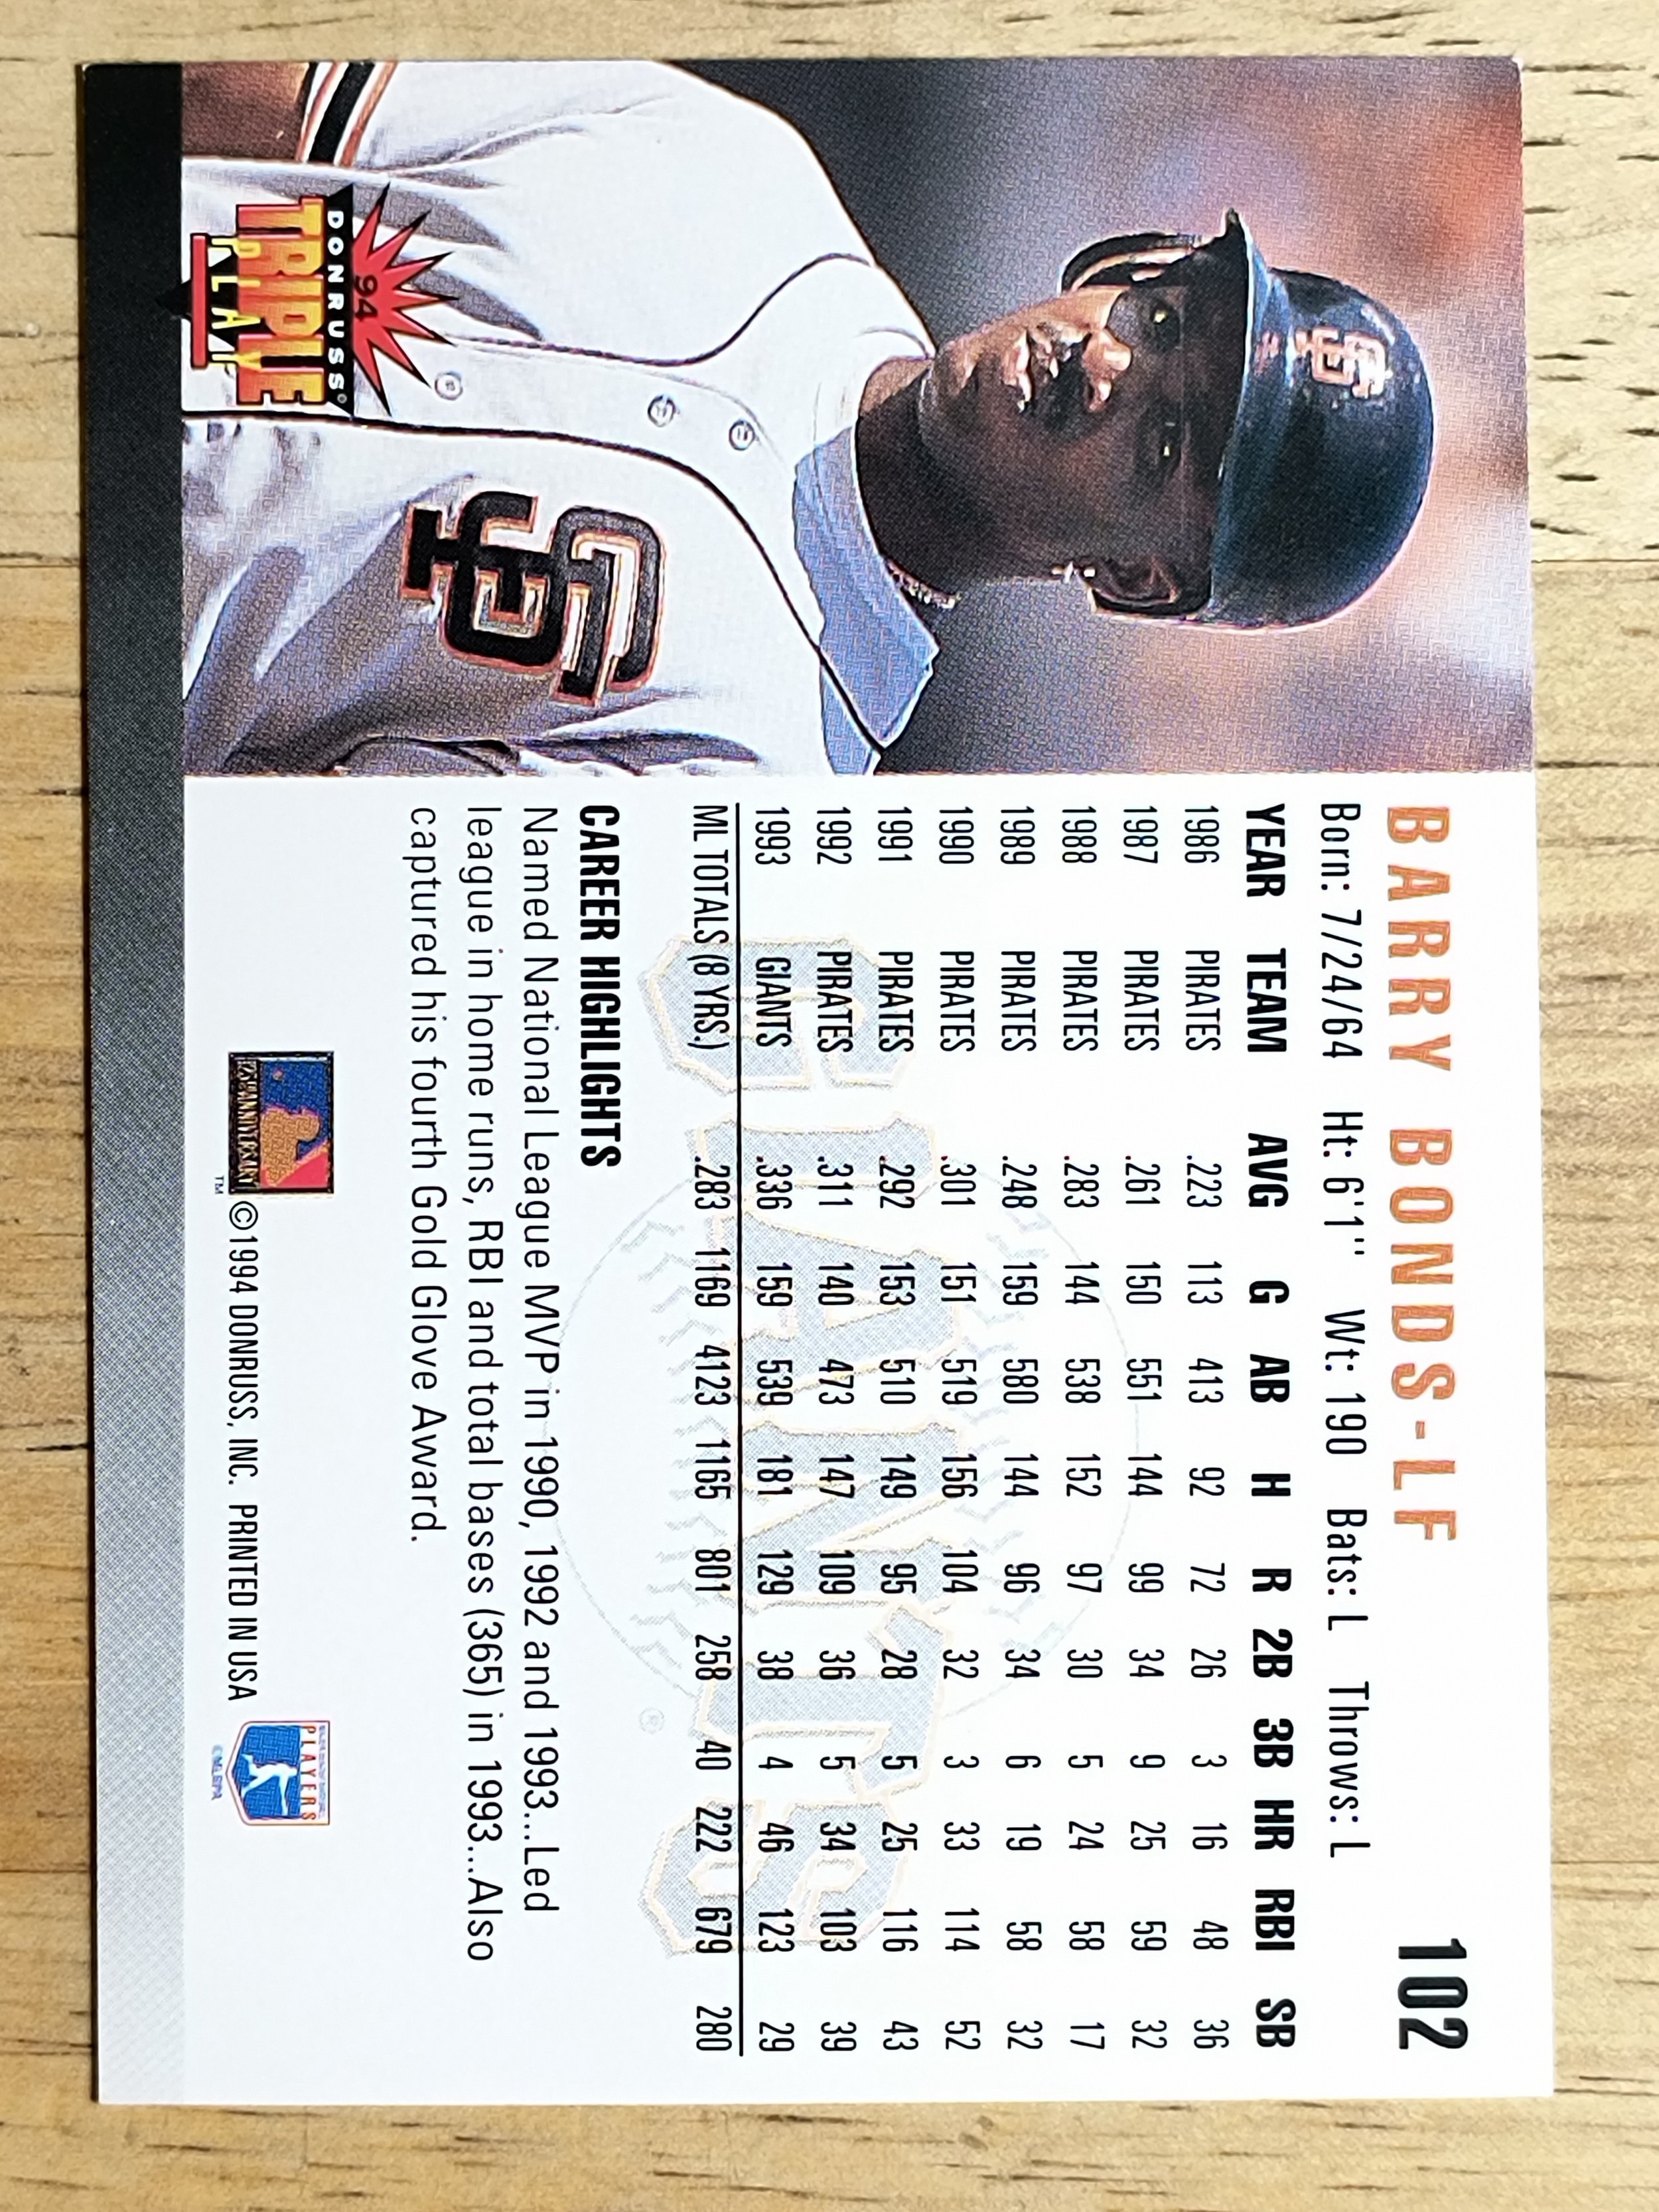 BARRY BONDS-LF 102
Born: 7/24/64 Ht: 6'1'' Wt: 190 Bats: L Throws: L
YEAR TEAM AVG G AB H R 2B 3B HR RBI SB
1986 PIRATES .223 113 413 92 72 26 3 16 48 36
1987 PIRATES .261 150 551 144 99 34 9 25 59 32
1988 PIRATES .283 144 538 152 97 30 5 24 58 17
1989 PIRATES .248 159 580 144 96 34 6 19 58 32
1990 PIRATES .301 151 519 156 104 32 3 33 114 52
1991 PIRATES .292 153 510 149 95 28 5 25 116 43
1992 PIRATES .311 140 473 147 109 36 5 34 103 39
1993 GIANTS .336 159 539 181 129 38 4 46 123 29
ML TOTALS (8 YRS.) .283 1169 4123 1165 801 258 40 222 679 280
GIANTS
®
CAREER HIGHLIGHTS
Named National League MVP in 1990, 1992 and 1993...Led
league in home runs, RBI and total bases (365) in 1993...Also
captured his fourth Gold Glove Award.
125TH ANNIVERSARY
TM
©1994 DONRUSS, INC. PRINTED IN USA
PLAYERS
©MLBPA
SF
SF
94
DONRUSS®
TRIPLE
PLAY